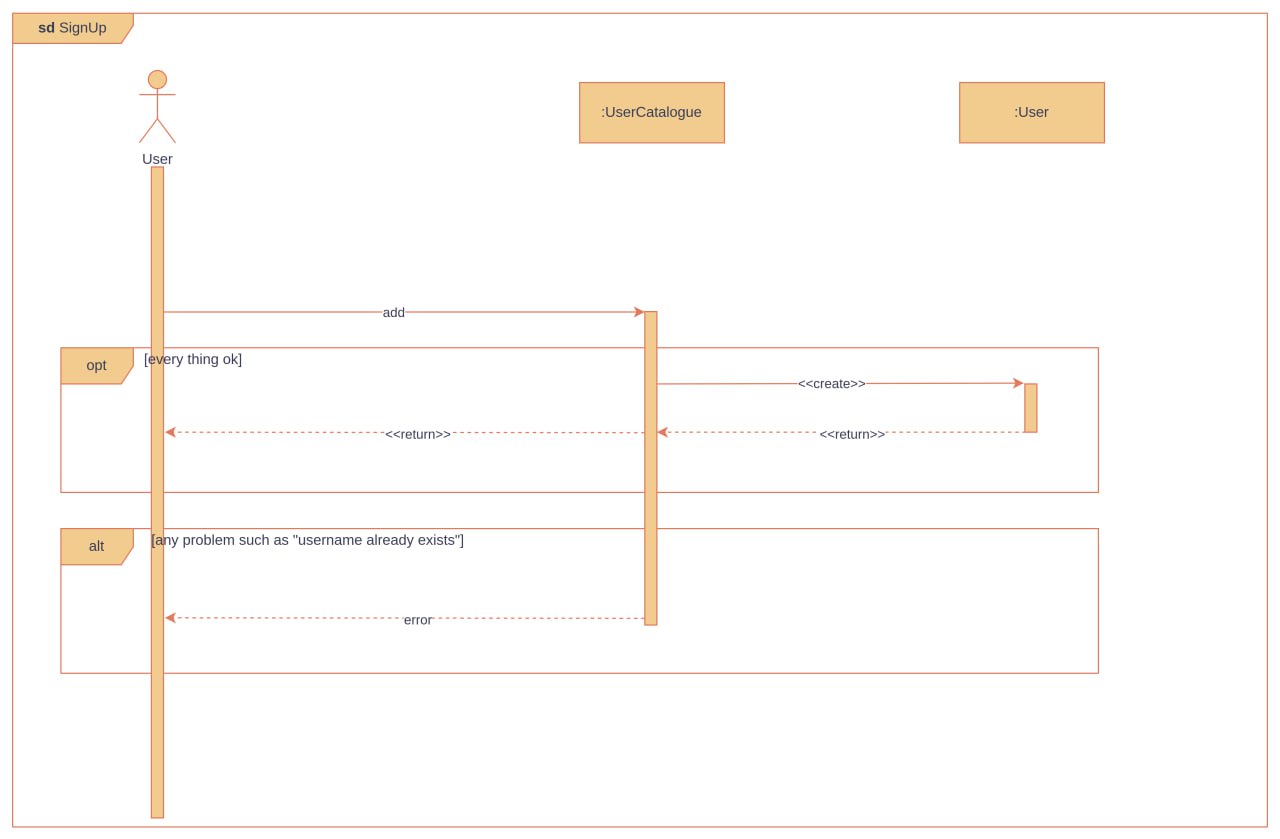 sd SignUp
:UserCatalogue
:User
User
add
opt
[every thing ok]
<<create>>
<<return>>
<<return>>
alt
[any problem such as "username already exists"]
error